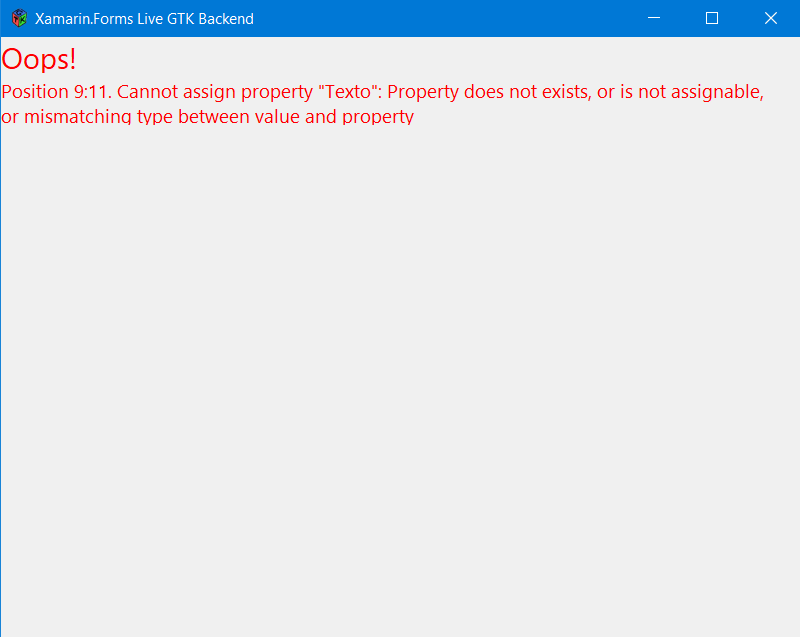 Xamarin.Forms Live GTK Backend
Oops!
Position 9:11. Cannot assign property "Texto": Property does not exists, or is not assignable,
or mismatching type between value and property